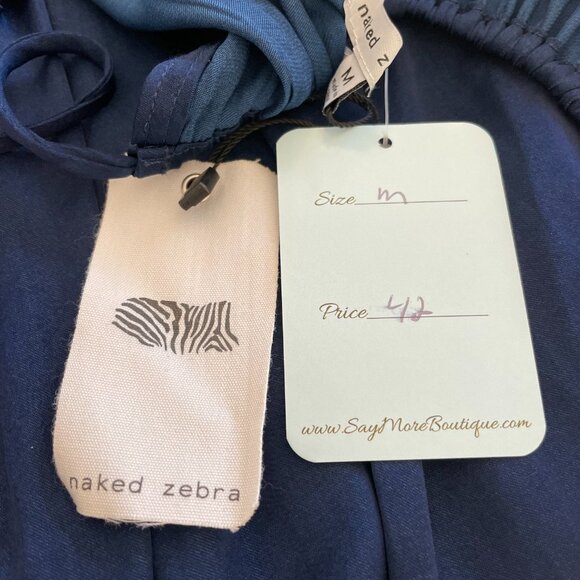 naked z
M
Size m
Price 42
www.SayMoreBoutique.com
naked zebra